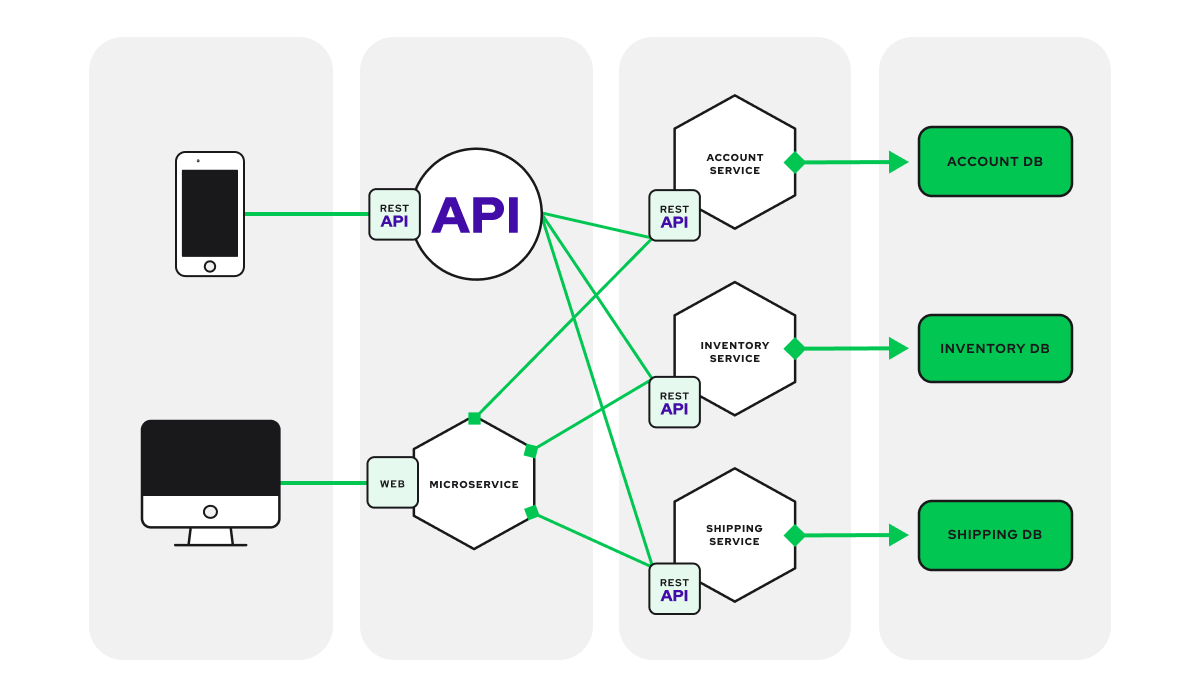 REST
API
API
WEB
MICROSERVICE
ACCOUNT
SERVICE
REST
API
INVENTORY
SERVICE
REST
API
SHIPPING
SERVICE
REST
API
ACCOUNT DB
INVENTORY DB
SHIPPING DB